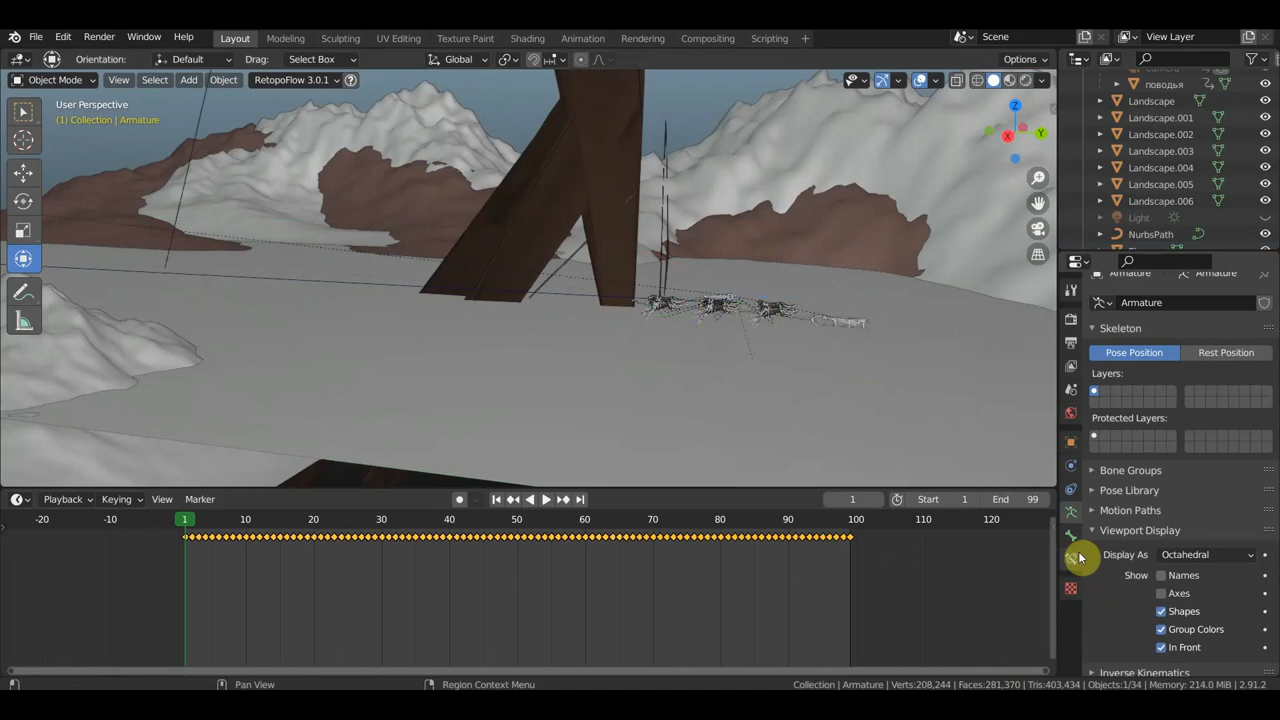 File Edit Render Window Help Layout Modeling Sculpting UV Editing Texture Paint Shading Animation Rendering Compositing Scripting + Scene View Layer
Orientation: Default Drag: Select Box Global Options
Object Mode View Select Add Object RetopoFlow 3.0.1 ?
User Perspective
(1) Collection | Armature
Z
X
Y
поводья
Landscape
Landscape.001
Landscape.002
Landscape.003
Landscape.004
Landscape.005
Landscape.006
Light
NurbsPath
Armature Armature
Armature
Skeleton
Pose Position Rest Position
Layers:
Protected Layers:
Bone Groups
Pose Library
Motion Paths
Viewport Display
Display As Octahedral
Show Names
Axes
Shapes
Group Colors
In Front
Inverse Kinematics
Playback Keying View Marker 1 Start 1 End 99
-20 -10 1 10 20 30 40 50 60 70 80 90 100 110 120
Pan View Region Context Menu Collection | Armature | Verts:208,244 | Faces:281,370 | Tris:403,434 | Objects:1/34 | Memory: 214.0 MiB | 2.91.2